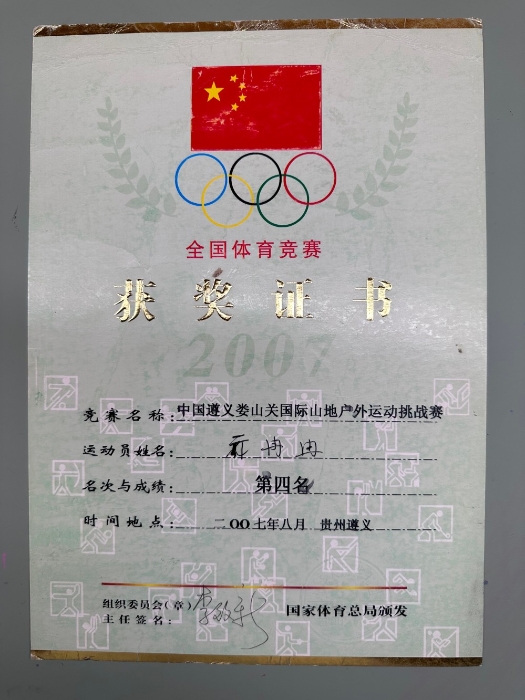 全国体育竞赛
获奖证书
2007
竞赛名称:中国遵义娄山关国际山地户外运动挑战赛
运动员姓名:
名次与成绩:第四名
时间地点:二〇〇七年八月 贵州遵义
组织委员会(章)
主任签名:
国家体育总局颁发